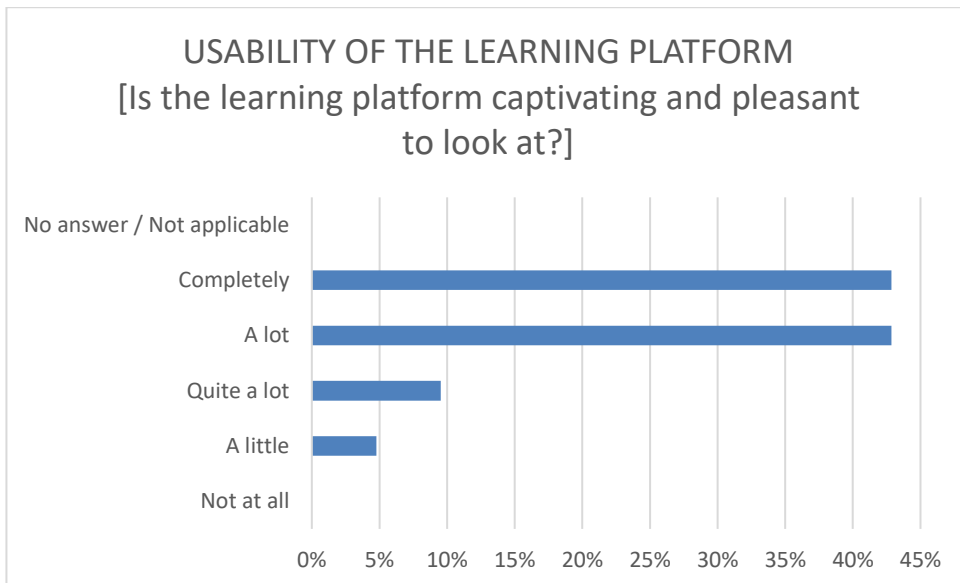 USABILITY OF THE LEARNING PLATFORM
[Is the learning platform captivating and pleasant
to look at?]
No answer / Not applicable
Completely
A lot
Quite a lot
A little
Not at all
0% 5% 10% 15% 20% 25% 30% 35% 40% 45%